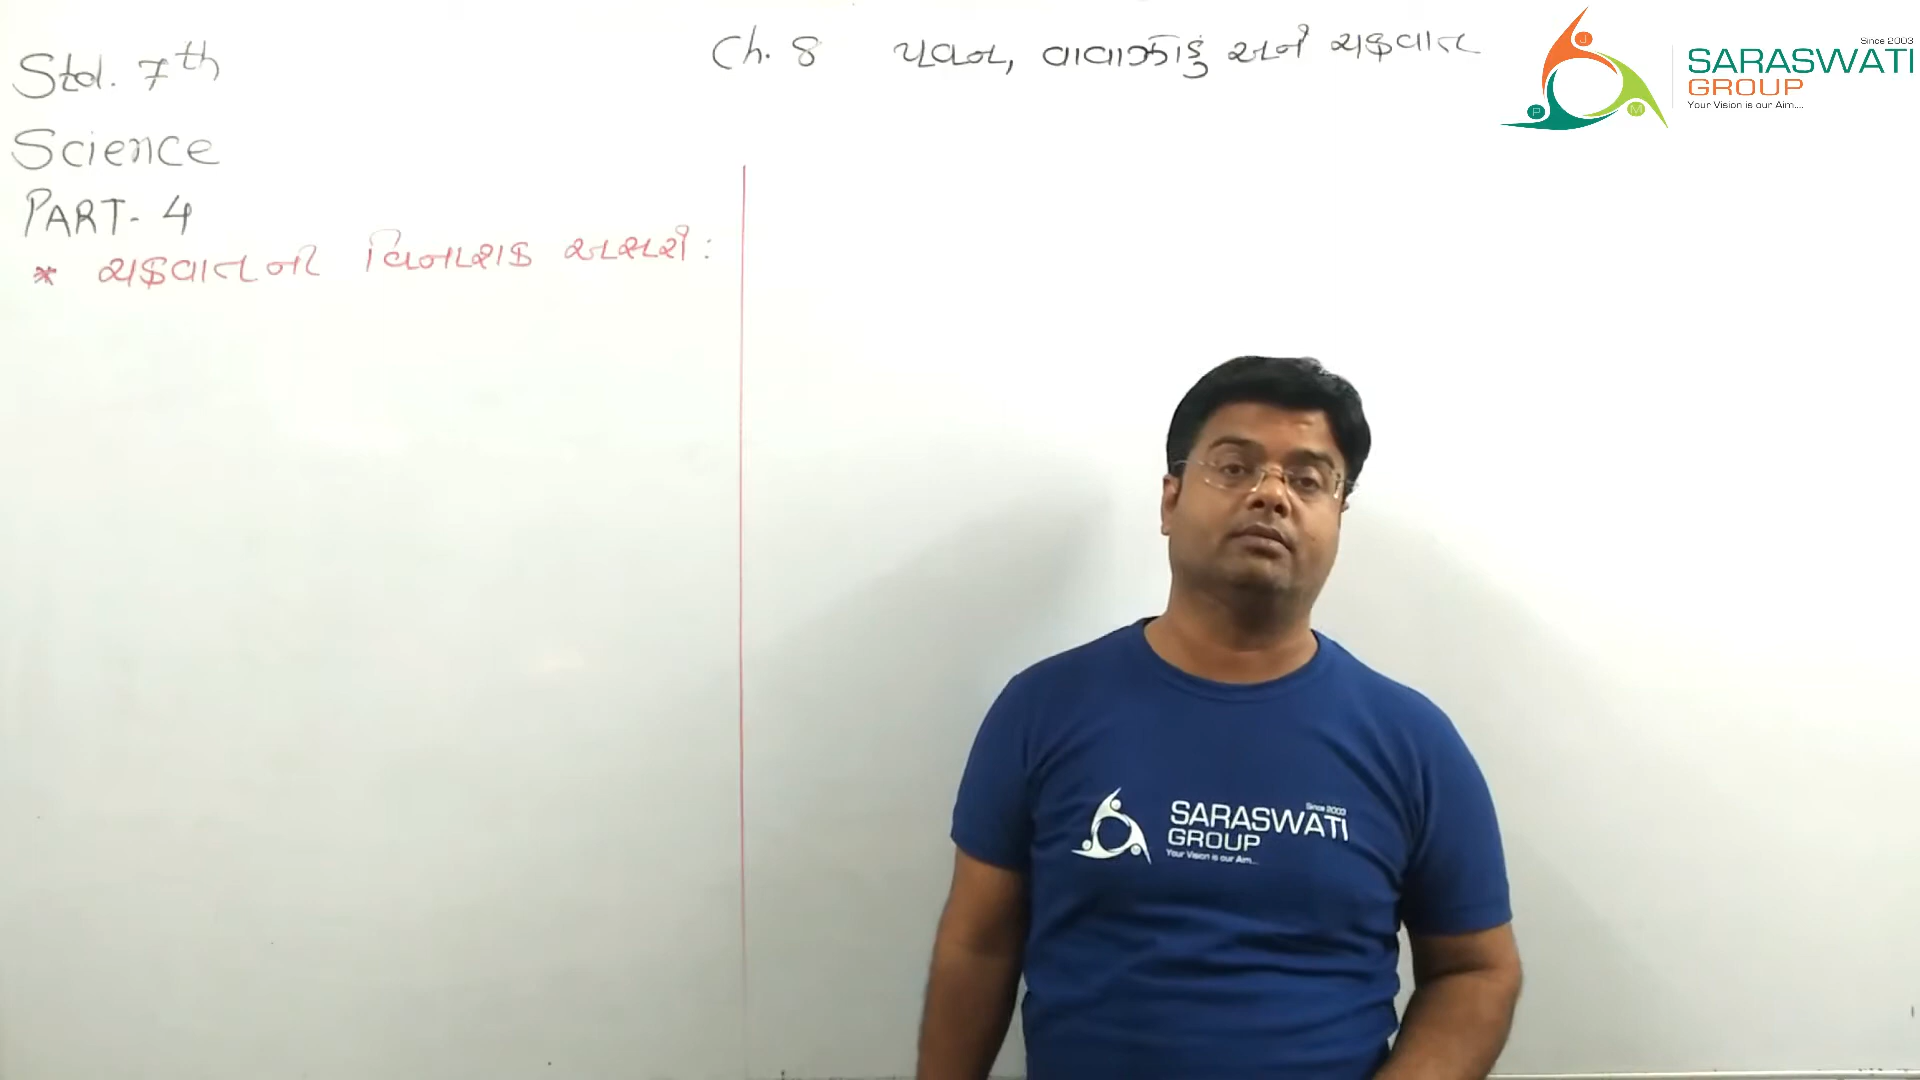 Std. 7th
Ch. 8 પવન, વાવાઝોડું અને ચક્રવાત
Science
PART- 4
* ચક્રવાતની વિનાશક અસરો :
Since 2003
SARASWATI
GROUP
Your Vision is our Aim....
J
P
M
Since 2003
SARASWATI
GROUP
Your Vision is our Aim...